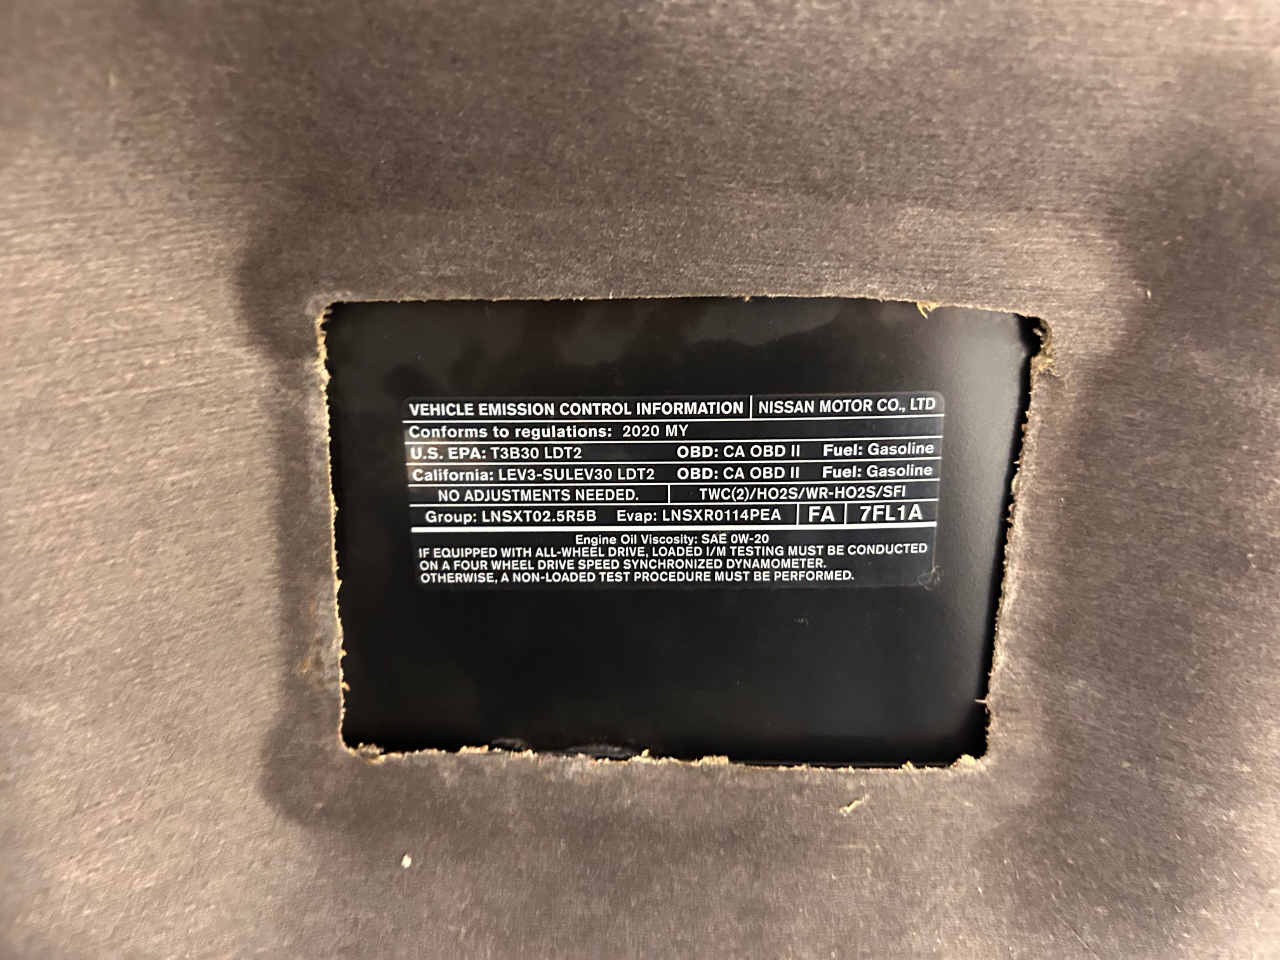 VEHICLE EMISSION CONTROL INFORMATION NISSAN MOTOR CO., LTD
Conforms to regulations: 2020 MY
U.S. EPA: T3B30 LDT2 OBD: CA OBD II Fuel: Gasoline
California: LEV3-SULEV30 LDT2 OBD: CA OBD II Fuel: Gasoline
NO ADJUSTMENTS NEEDED. TWC(2)/HO2S/WR-HO2S/SFI
Group: LNSXT02.5R5B Evap: LNSXR0114PEA FA 7FL1A
Engine Oil Viscosity: SAE 0W-20
IF EQUIPPED WITH ALL-WHEEL DRIVE, LOADED I/M TESTING MUST BE CONDUCTED
ON A FOUR WHEEL DRIVE SPEED SYNCHRONIZED DYNAMOMETER.
OTHERWISE, A NON-LOADED TEST PROCEDURE MUST BE PERFORMED.